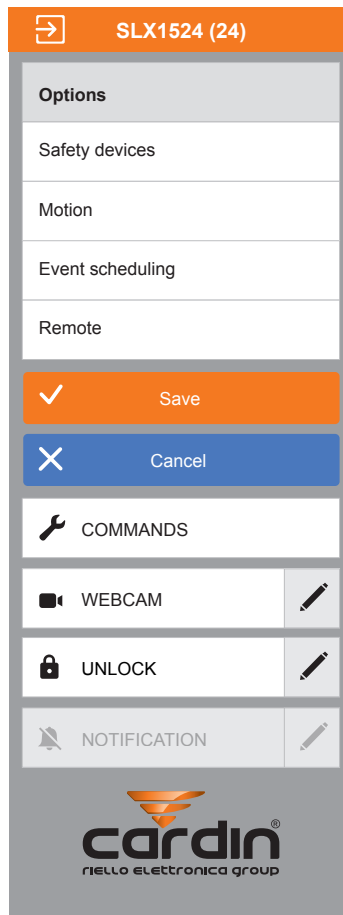 SLX1524 (24)
Options
Safety devices
Motion
Event scheduling
Remote
Save
Cancel
COMMANDS
WEBCAM
UNLOCK
NOTIFICATION
cardin®
riello elettronica group